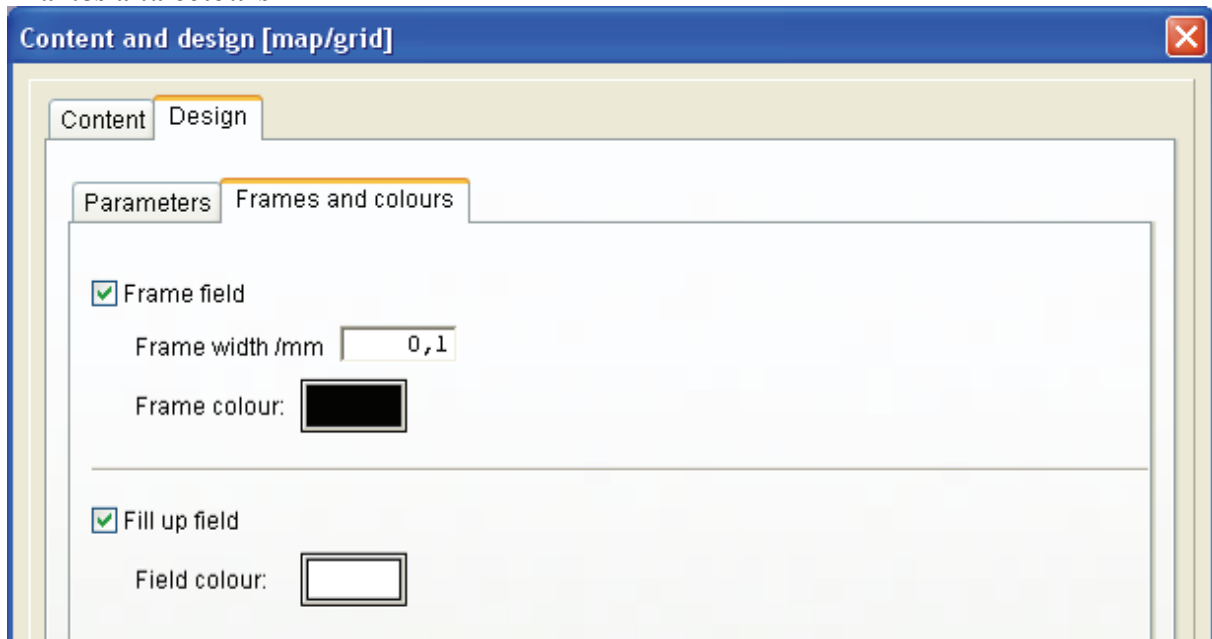 Content and design [map/grid]
Content Design
Parameters Frames and colours
Frame field
Frame width /mm 0,1
Frame colour:
Fill up field
Field colour: